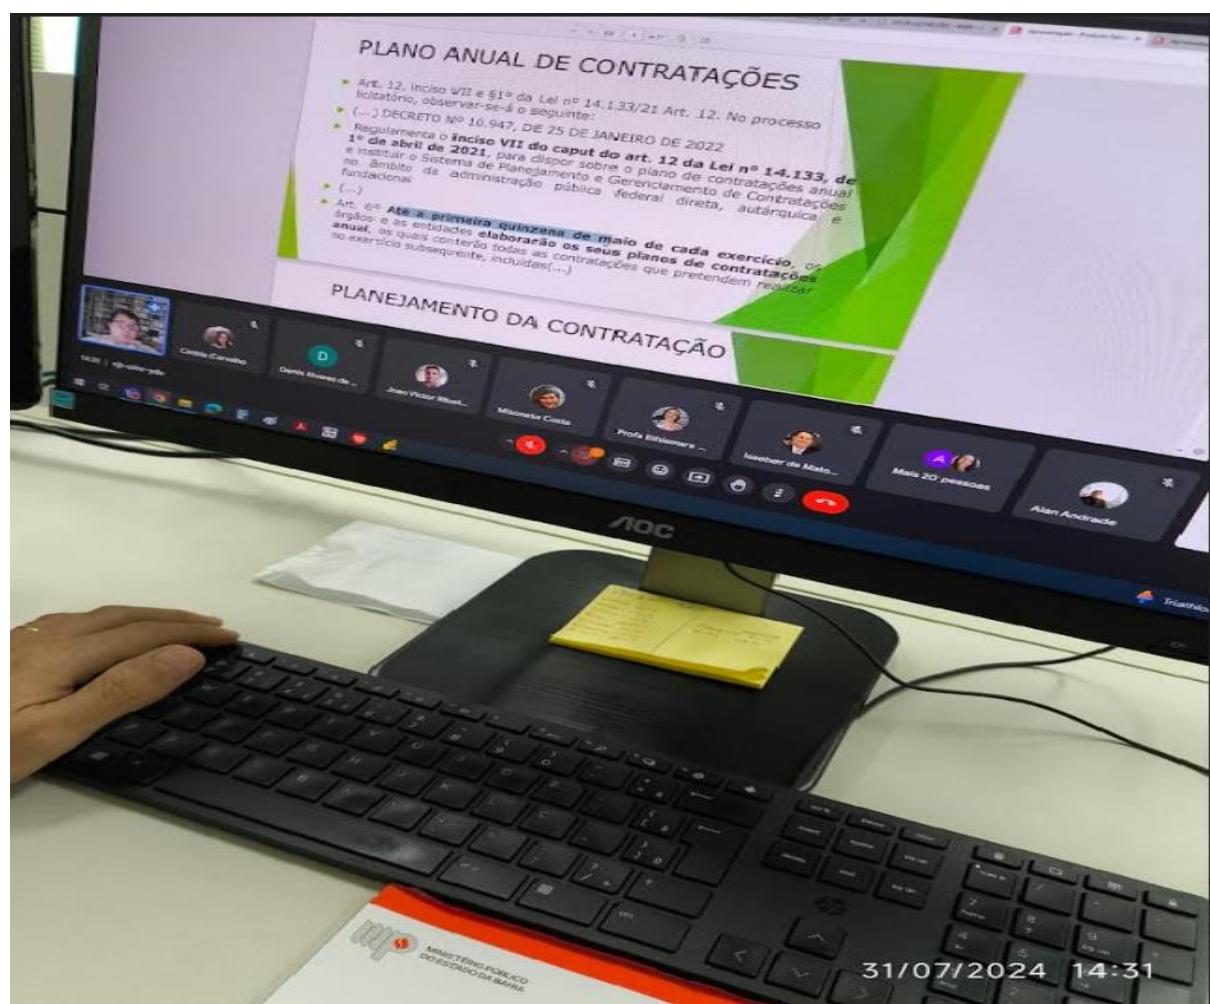 PLANO ANUAL DE CONTRATAÇÕES
Art. 12, inciso VII e §1º da Lei nº 14.133/21 Art. 12. No processo
licitatório, observar-se-á o seguinte:
(...) DECRETO Nº 10.947, DE 25 DE JANEIRO DE 2022
Regulamenta o inciso VII do caput do art. 12 da Lei nº 14.133, de
1º de abril de 2021, para dispor sobre o plano de contratações anual
e instituir o Sistema de Planejamento e Gerenciamento de Contratações
no âmbito da administração pública federal direta, autárquica e
fundacional
(...)
Art. 6º Até a primeira quinzena de maio de cada exercício, os
órgãos e as entidades elaborarão os seus planos de contratações
anual, os quais conterão todas as contratações que pretendem realizar
no exercício subsequente, incluídas(...)
PLANEJAMENTO DA CONTRATAÇÃO
Carvalho
D
Denis Alvares de ...
Joao Victor
Costa
Profa
de Mato...
A
Mais 20 pessoas
Alan Andrade
AOC
Triathlo
hp
MINISTÉRIO PÚBLICO
DO ESTADO DA BAHIA
31/07/2024 14:31